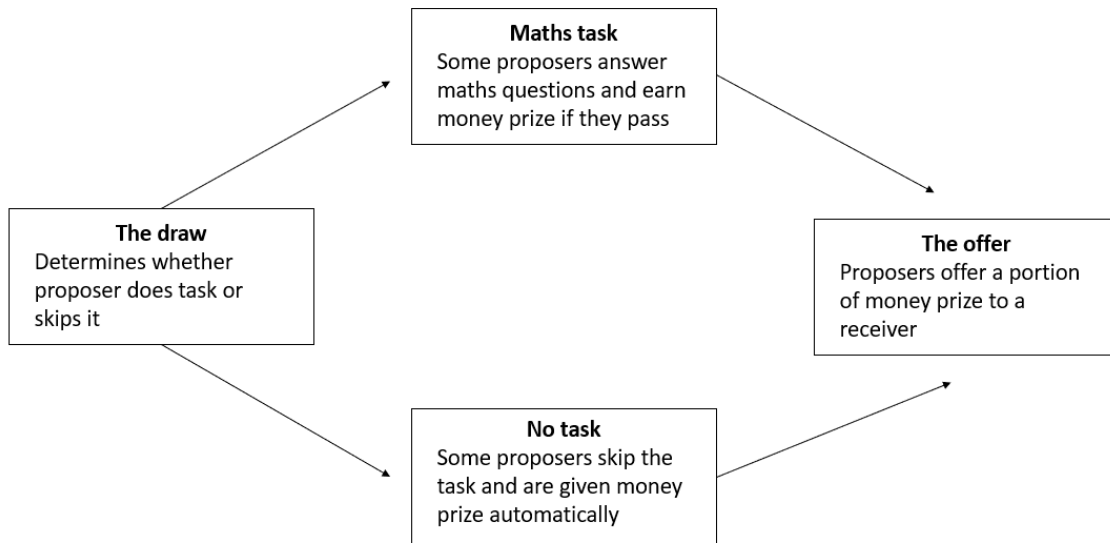 Maths task
Some proposers answer
maths questions and earn
money prize if they pass
The draw
Determines whether
proposer does task or
skips it
The offer
Proposers offer a portion
of money prize to a
receiver
No task
Some proposers skip the
task and are given money
prize automatically